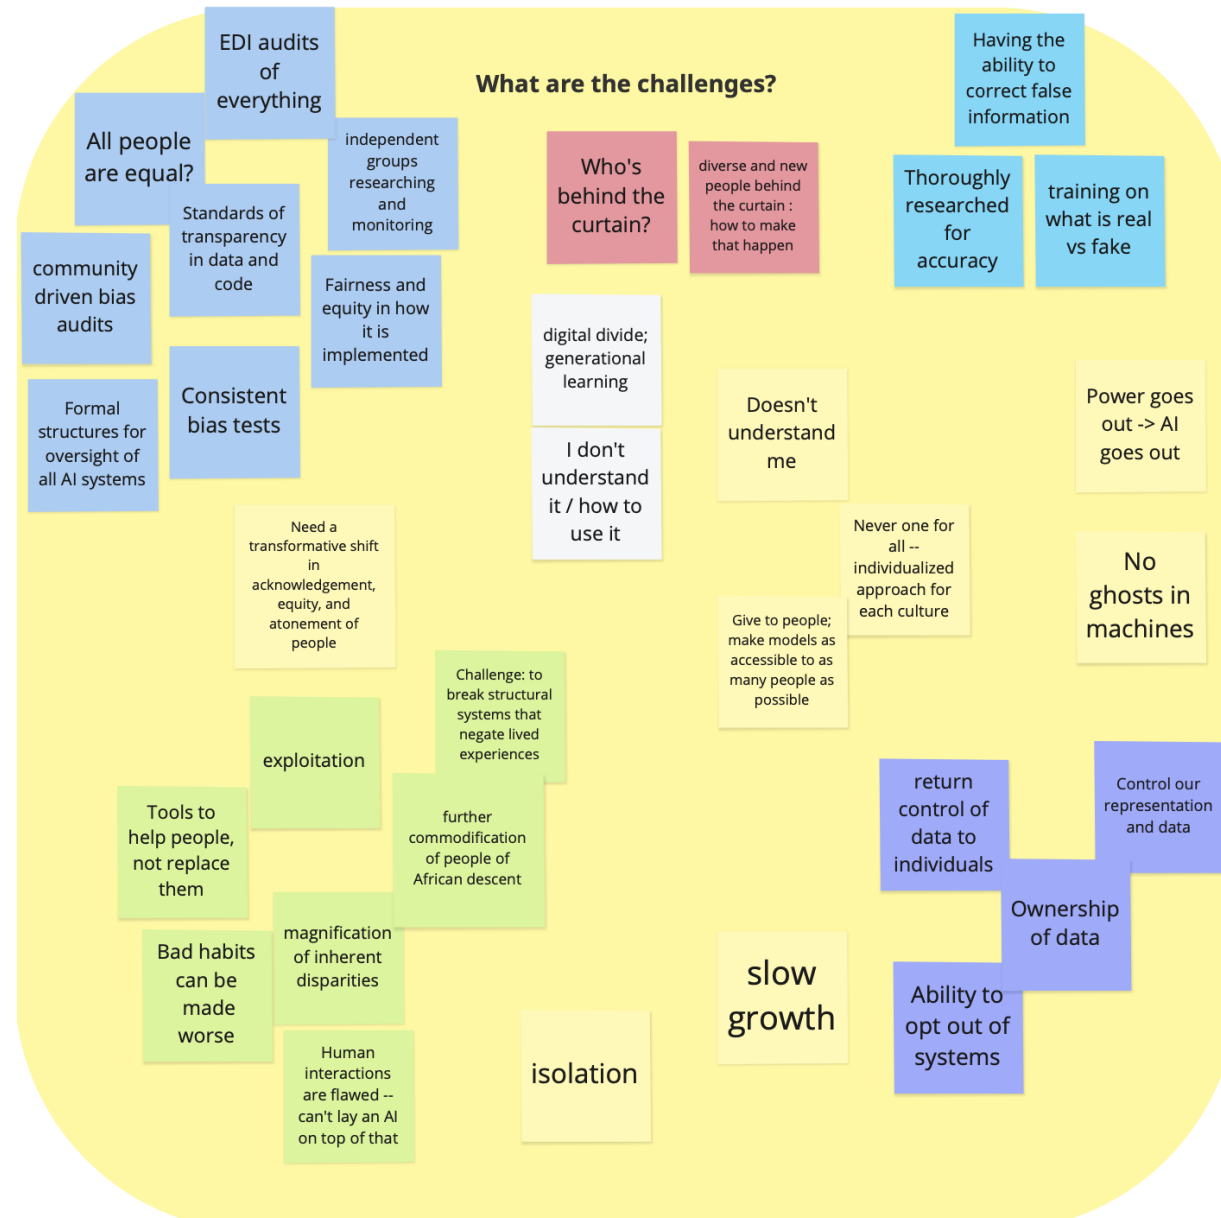 What are the challenges?
EDI audits
of
everything
All people
are equal?
independent
groups
researching
and
monitoring
Standards of
transparency
in data and
code
community
driven bias
audits
Fairness and
equity in how
it is
implemented
Formal
structures for
oversight of
all AI systems
Consistent
bias tests
Who's
behind the
curtain?
diverse and new
people behind
the curtain :
how to make
that happen
Having the
ability to
correct false
information
Thoroughly
researched
for
accuracy
training on
what is real
vs fake
digital divide;
generational
learning
I don't
understand
it / how to
use it
Doesn't
understand
me
Power goes
out -> AI
goes out
Never one for
all --
individualized
approach for
each culture
No
ghosts in
machines
Give to people;
make models as
accessible to as
many people as
possible
Need a
transformative shift
in
acknowledgement,
equity, and
atonement of
people
Challenge: to
break structural
systems that
negate lived
experiences
exploitation
Tools to
help people,
not replace
them
further
commodification
of people of
African descent
magnification
of inherent
disparities
Bad habits
can be
made
worse
Human
interactions
are flawed --
can't lay an AI
on top of that
isolation
slow
growth
return
control of
data to
individuals
Control our
representation
and data
Ownership
of data
Ability to
opt out of
systems